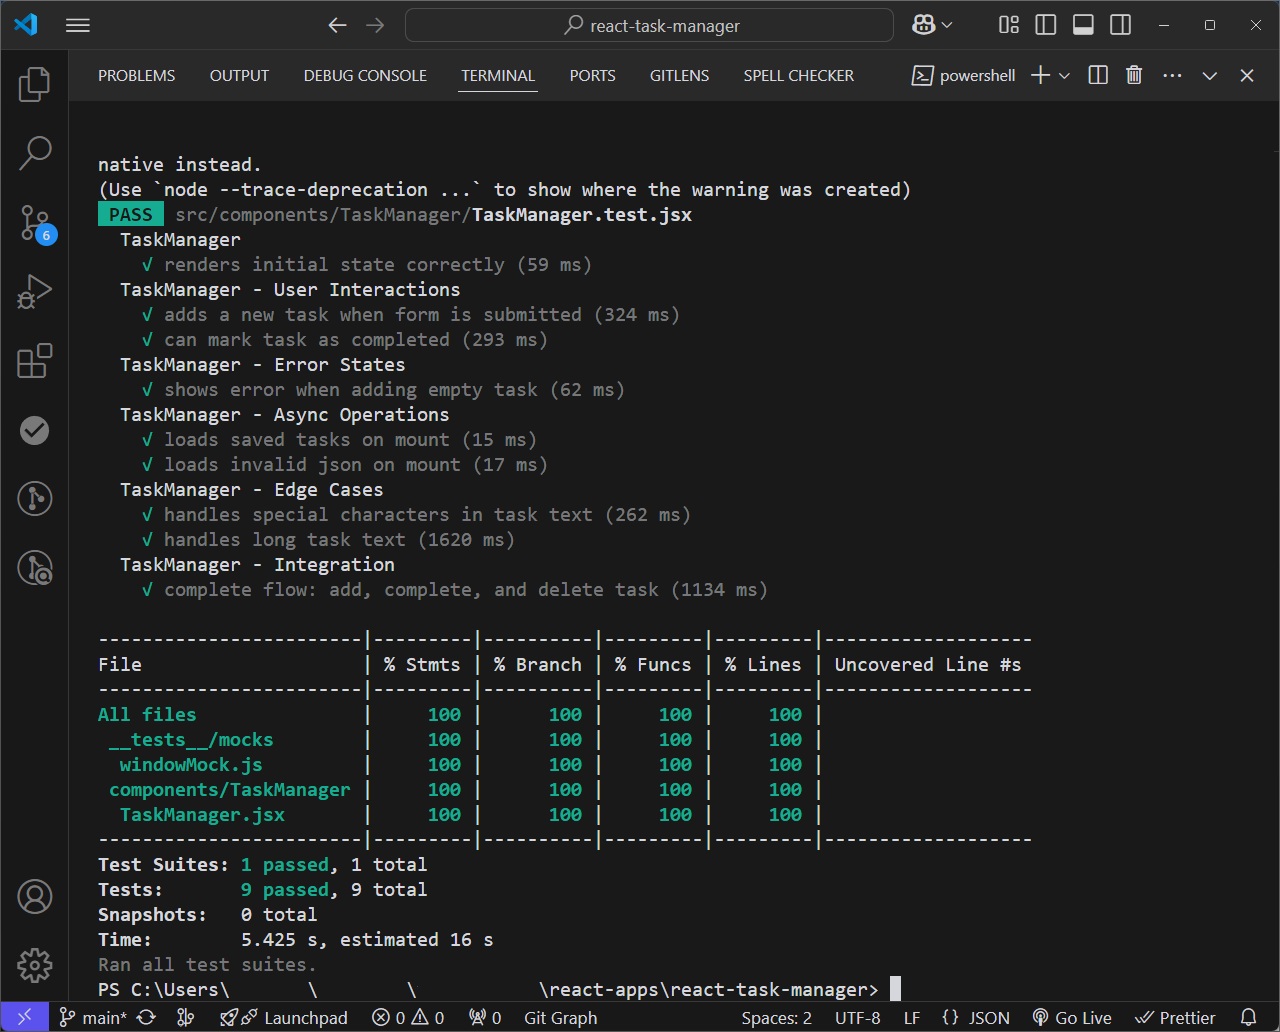 react-task-manager
PROBLEMS OUTPUT DEBUG CONSOLE TERMINAL PORTS GITLENS SPELL CHECKER powershell
native instead.
(Use `node --trace-deprecation ...` to show where the warning was created)
PASS src/components/TaskManager/TaskManager.test.jsx
TaskManager
√ renders initial state correctly (59 ms)
TaskManager - User Interactions
√ adds a new task when form is submitted (324 ms)
√ can mark task as completed (293 ms)
TaskManager - Error States
√ shows error when adding empty task (62 ms)
TaskManager - Async Operations
√ loads saved tasks on mount (15 ms)
√ loads invalid json on mount (17 ms)
TaskManager - Edge Cases
√ handles special characters in task text (262 ms)
√ handles long task text (1620 ms)
TaskManager - Integration
√ complete flow: add, complete, and delete task (1134 ms)
------------------------|---------|----------|---------|---------|-------------------
File | % Stmts | % Branch | % Funcs | % Lines | Uncovered Line #s
------------------------|---------|----------|---------|---------|-------------------
All files | 100 | 100 | 100 | 100 |
__tests__/mocks | 100 | 100 | 100 | 100 |
windowMock.js | 100 | 100 | 100 | 100 |
components/TaskManager | 100 | 100 | 100 | 100 |
TaskManager.jsx | 100 | 100 | 100 | 100 |
------------------------|---------|----------|---------|---------|-------------------
Test Suites: 1 passed, 1 total
Tests: 9 passed, 9 total
Snapshots: 0 total
Time: 5.425 s, estimated 16 s
Ran all test suites.
PS C:\Users\ \ \ \react-apps\react-task-manager>
6
main* Launchpad 0 0 0 Git Graph Spaces: 2 UTF-8 LF {} JSON Go Live Prettier